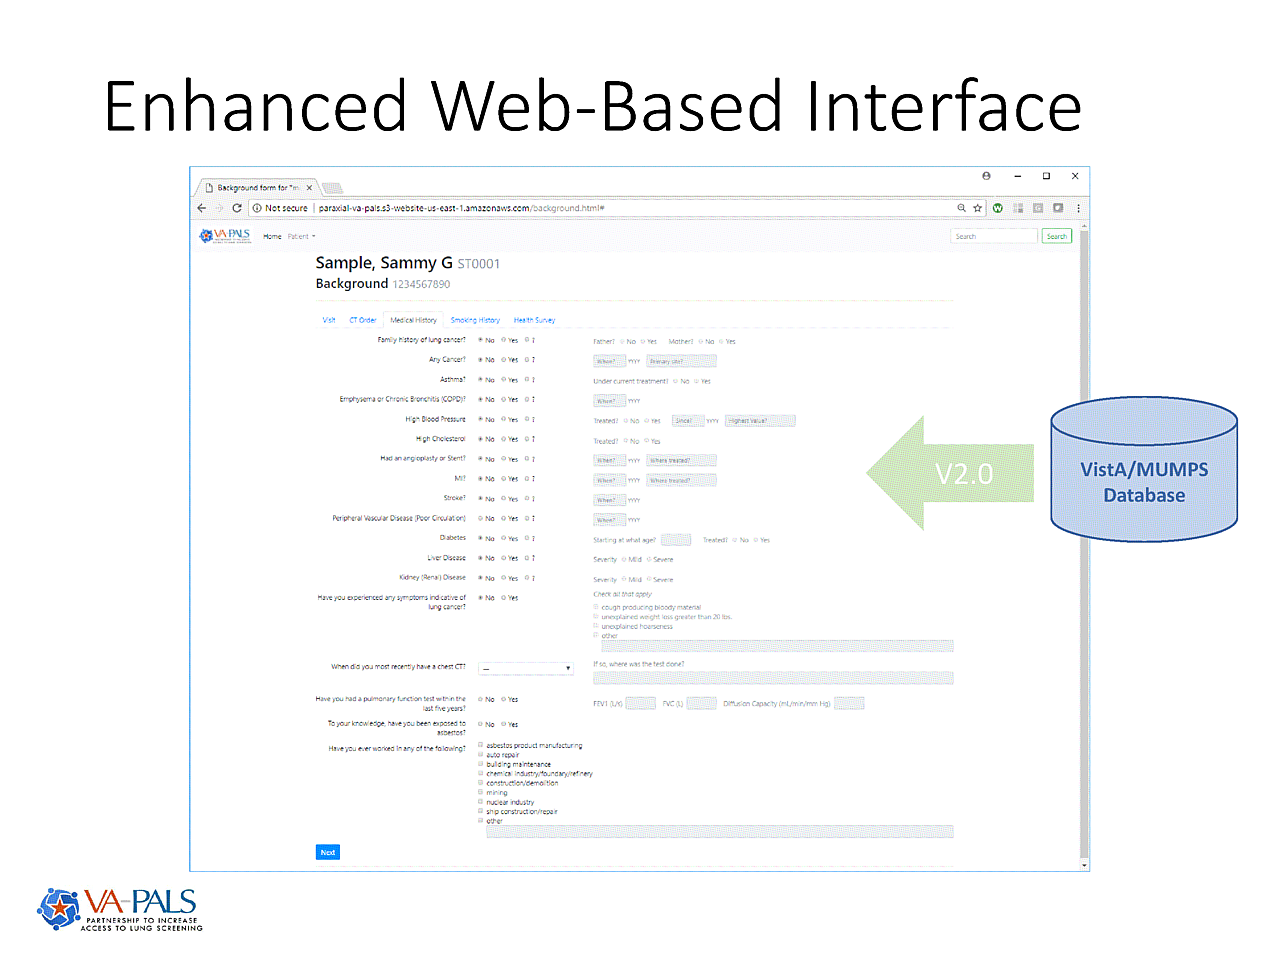 Enhanced Web-Based Interface
Background form for "m
Not secure | paraxial-va-pals.s3-website-us-east-1.amazonaws.com/background.html#
VA-PALS Home Patient Search Search
Sample, Sammy G ST0001
Background 1234567890
Visit CT Order Medical History Smoking History Health Survey
Family history of lung cancer? No Yes ? Father? No Yes Mother? No Yes
Any Cancer? No Yes ? When? YYYY Primary site?
Asthma? No Yes ? Under current treatment? No Yes
Emphysema or Chronic Bronchitis (COPD)? No Yes ? When? YYYY
High Blood Pressure No Yes ? Treated? No Yes Since? YYYY Highest Value?
High Cholesterol No Yes ? Treated? No Yes
Had an angioplasty or Stent? No Yes ? When? YYYY Where treated?
MI? No Yes ? When? YYYY Where treated?
Stroke? No Yes ? When? YYYY
Peripheral Vascular Disease (Poor Circulation) No Yes ? When? YYYY
Diabetes No Yes ? Starting at what age? Treated? No Yes
Liver Disease No Yes ? Severity Mild Severe
Kidney (Renal) Disease No Yes ? Severity Mild Severe
Have you experienced any symptoms indicative of No Yes Check all that apply
lung cancer?
cough producing bloody material
unexplained weight loss greater than 20 lbs.
unexplained hoarseness
other
When did you most recently have a chest CT? --- If so, where was the test done?
Have you had a pulmonary function test within the No Yes FEV1 (L/s) FVC (L) Diffusion Capacity (mL/min/mm Hg)
last five years?
To your knowledge, have you been exposed to No Yes
asbestos?
Have you ever worked in any of the following? asbestos product manufacturing
auto repair
building maintenance
chemical industry/foundary/refinery
construction/demolition
mining
nuclear industry
ship construction/repair
other
Next
V2.0
VistA/MUMPS
Database
VA-PALS
PARTNERSHIP TO INCREASE
ACCESS TO LUNG SCREENING